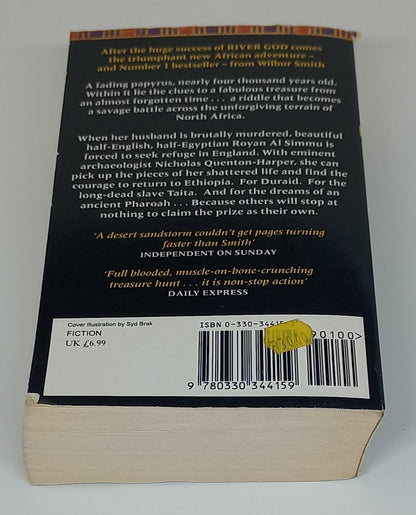 After the huge success of RIVER GOD comes
the triumphant new African adventure –
and Number 1 bestseller – from Wilbur Smith
A fading papyrus, nearly four thousand years old.
Within it lie the clues to a fabulous treasure from
an almost forgotten time . . . a riddle that becomes
a savage battle across the unforgiving terrain of
North Africa.
When her husband is brutally murdered, beautiful
half-English, half-Egyptian Royan Al Simmu is
forced to seek refuge in England. With eminent
archaeologist Nicholas Quenton-Harper, she can
pick up the pieces of her shattered life and find the
courage to return to Ethiopia. For Duraid. For the
long-dead slave Taita. And for the dreams of an
ancient Pharoah . . . Because others will stop at
nothing to claim the prize as their own.
'A desert sandstorm couldn't get pages turning
faster than Smith'
INDEPENDENT ON SUNDAY
'Full blooded, muscle-on-bone-crunching
treasure hunt . . . it is non-stop action'
DAILY EXPRESS
Cover Illustration by Syd Brak
FICTION
UK £6.99
ISBN 0-330-34415
90100>
9 780330 344159